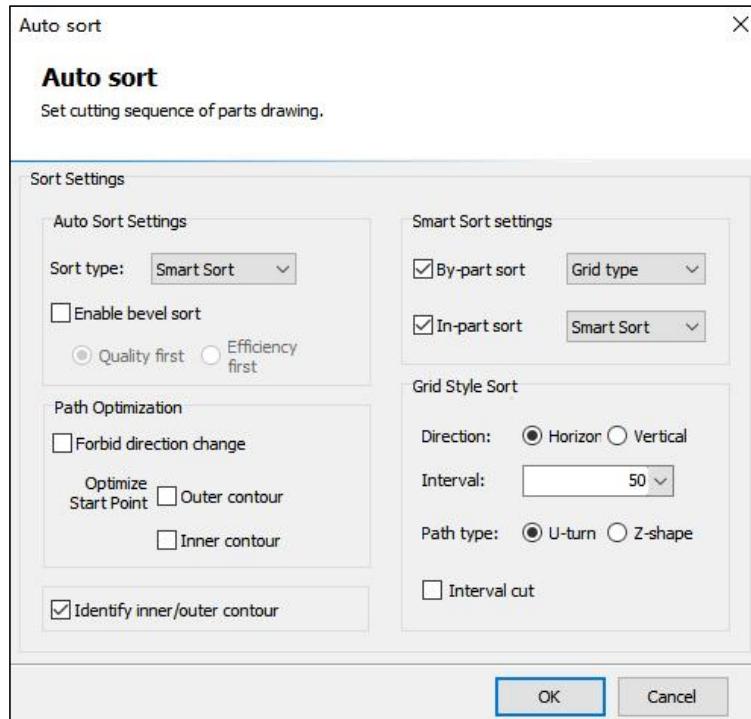 Auto sort
Auto sort
Set cutting sequence of parts drawing.
Sort Settings
Auto Sort Settings
Sort type: Smart Sort
Enable bevel sort
Quality first Efficiency
first
Path Optimization
Forbid direction change
Optimize
Start Point Outer contour
Inner contour
Identify inner/outer contour
Smart Sort settings
By-part sort Grid type
In-part sort Smart Sort
Grid Style Sort
Direction: Horizor Vertical
Interval: 50
Path type: U-turn Z-shape
Interval cut
OK Cancel